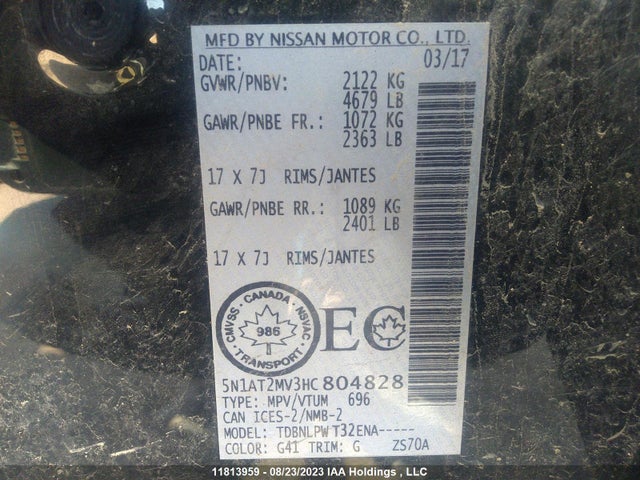 MFD BY NISSAN MOTOR CO., LTD.
DATE: 03/17
GVWR/PNBV: 2122 KG
4679 LB
GAWR/PNBE FR.: 1072 KG
2363 LB
17 X 7J RIMS/JANTES
GAWR/PNBE RR.: 1089 KG
2401 LB
17 X 7J RIMS/JANTES
CMVSS · CANADA · NSVAC · TRANSPORT ·
986
EC
5N1AT2MV3HC804828
TYPE: MPV/VTUM 696
CAN ICES-2/NMB-2
MODEL: TDBNLPW T32ENA-----
COLOR: G41 TRIM: G ZS70A
11813959 - 08/23/2023 IAA Holdings , LLC